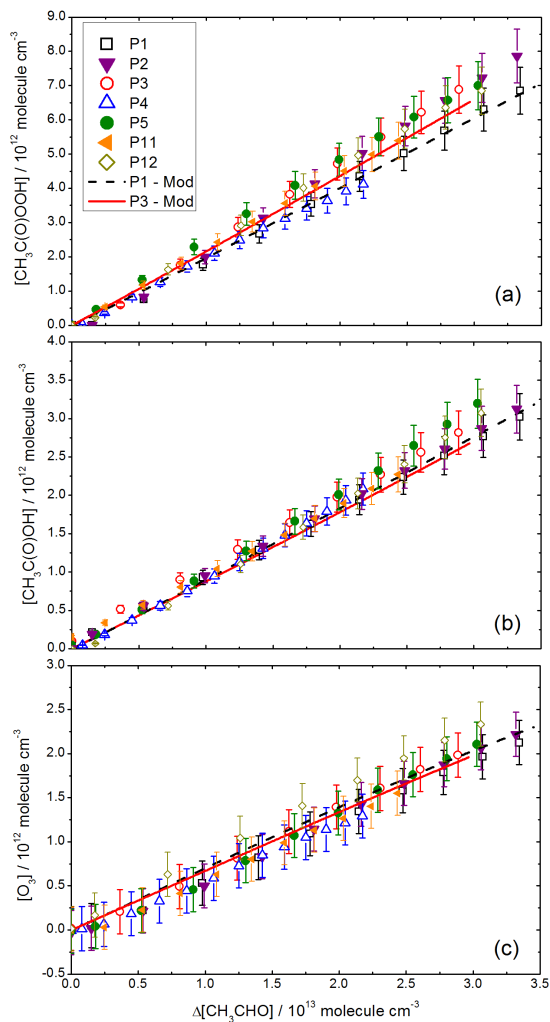 9.0
8.0
7.0
6.0
5.0
4.0
3.0
2.0
1.0
0.0
[CH3C(O)OOH] / 10^12 molecule cm^-3
P1
P2
P3
P4
P5
P11
P12
P1 - Mod
P3 - Mod
(a)
4.0
3.5
3.0
2.5
2.0
1.5
1.0
0.5
0.0
[CH3C(O)OH] / 10^12 molecule cm^-3
(b)
3.0
2.5
2.0
1.5
1.0
0.5
0.0
-0.5
[O3] / 10^12 molecule cm^-3
(c)
0.0 0.5 1.0 1.5 2.0 2.5 3.0 3.5
Δ[CH3CHO] / 10^13 molecule cm^-3